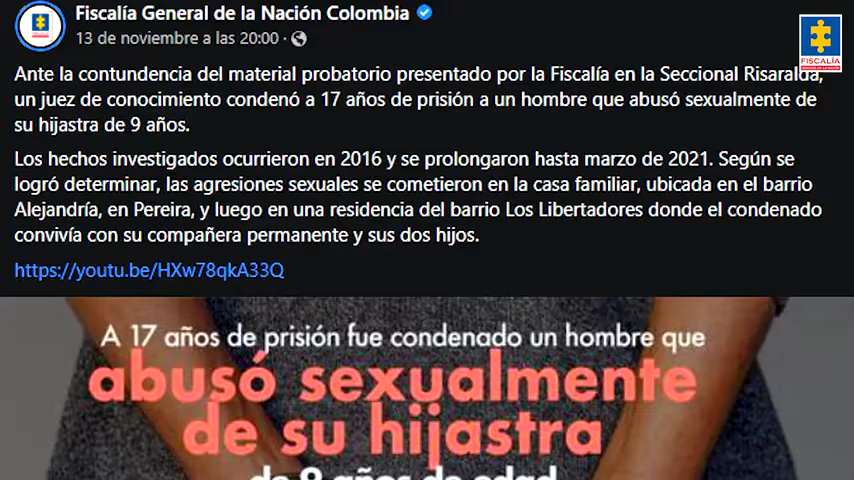 Fiscalía General de la Nación Colombia
13 de noviembre a las 20:00 ·
FISCALÍA
Ante la contundencia del material probatorio presentado por la Fiscalía en la Seccional Risaralda,
un juez de conocimiento condenó a 17 años de prisión a un hombre que abusó sexualmente de
su hijastra de 9 años.
Los hechos investigados ocurrieron en 2016 y se prolongaron hasta marzo de 2021. Según se
logró determinar, las agresiones sexuales se cometieron en la casa familiar, ubicada en el barrio
Alejandría, en Pereira, y luego en una residencia del barrio Los Libertadores donde el condenado
convivía con su compañera permanente y sus dos hijos.
https://youtu.be/HXw78qkA33Q
A 17 años de prisión fue condenado un hombre que
abusó sexualmente
de su hijastra
de 9 años de edad